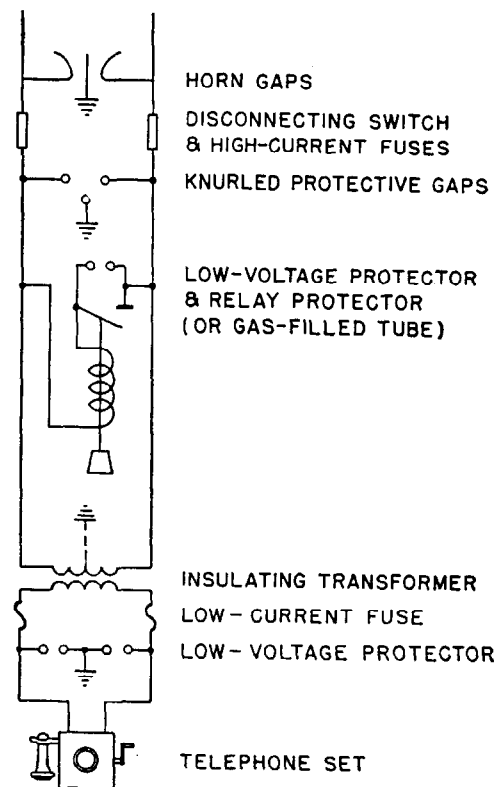 HORN GAPS
DISCONNECTING SWITCH
& HIGH-CURRENT FUSES
KNURLED PROTECTIVE GAPS
LOW-VOLTAGE PROTECTOR
& RELAY PROTECTOR
(OR GAS-FILLED TUBE)
INSULATING TRANSFORMER
LOW-CURRENT FUSE
LOW-VOLTAGE PROTECTOR
TELEPHONE SET